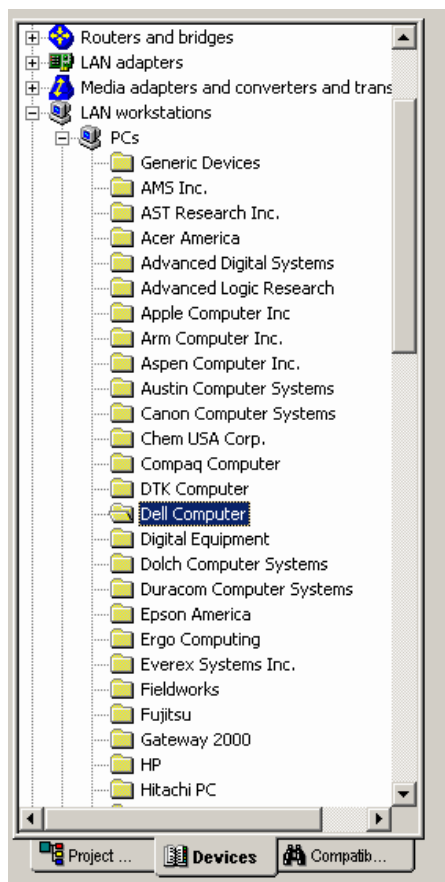 Routers and bridges
LAN adapters
Media adapters and converters and trans
LAN workstations
PCs
Generic Devices
AMS Inc.
AST Research Inc.
Acer America
Advanced Digital Systems
Advanced Logic Research
Apple Computer Inc
Arm Computer Inc.
Aspen Computer Inc.
Austin Computer Systems
Canon Computer Systems
Chem USA Corp.
Compaq Computer
DTK Computer
Dell Computer
Digital Equipment
Dolch Computer Systems
Duracom Computer Systems
Epson America
Ergo Computing
Everex Systems Inc.
Fieldworks
Fujitsu
Gateway 2000
HP
Hitachi PC
Project ... Devices Compatib...